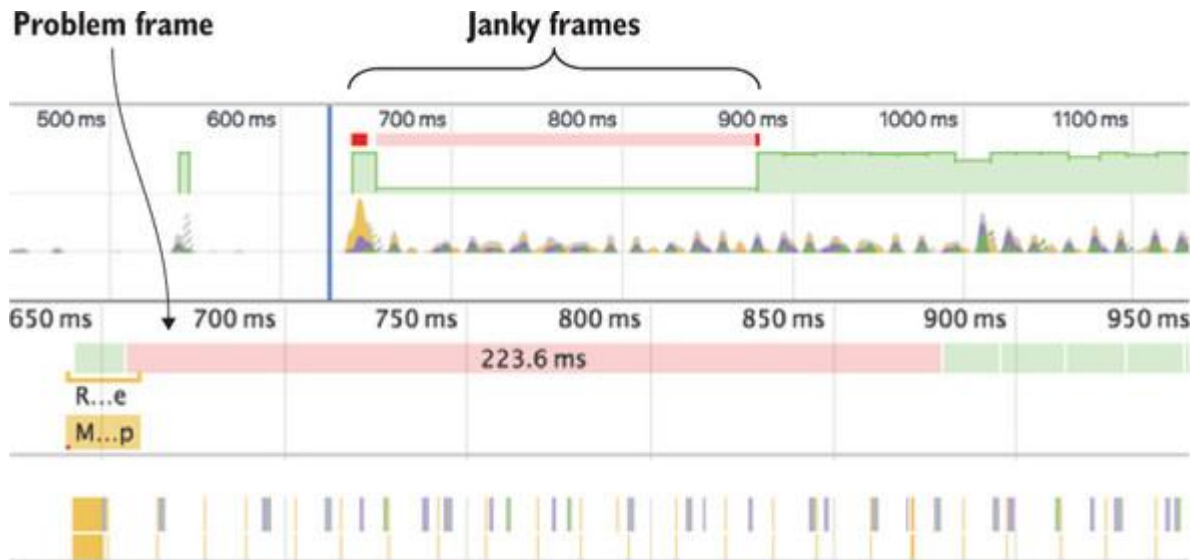 Problem frame Janky frames
500 ms 600 ms 700 ms 800 ms 900 ms 1000 ms 1100 ms
650 ms 700 ms 750 ms 800 ms 850 ms 900 ms 950 ms
223.6 ms
R...e
M...p